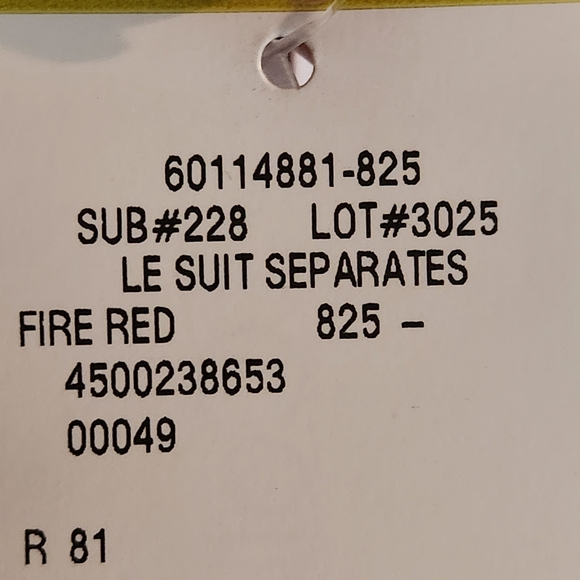 60114881-825
SUB#228 LOT#3025
LE SUIT SEPARATES
FIRE RED 825 –
4500238653
00049
R 81